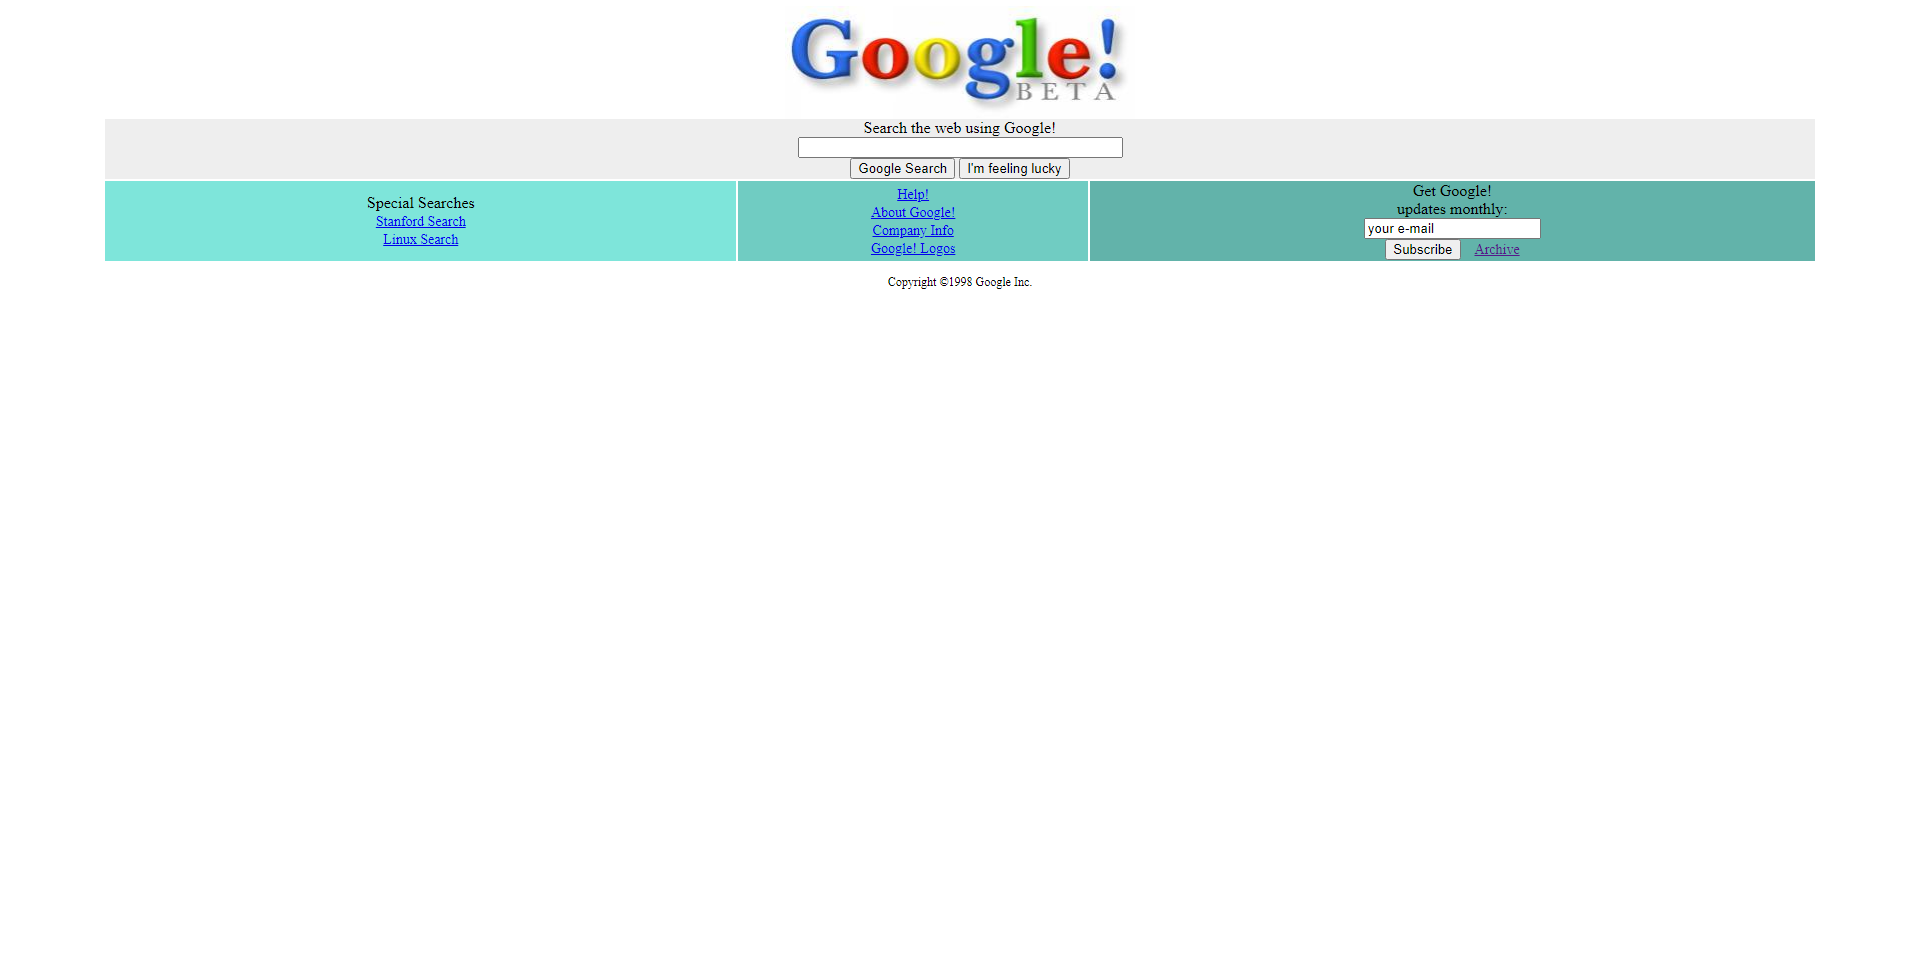 Google!
BETA
Search the web using Google!
Google Search I'm feeling lucky
Special Searches
Stanford Search
Linux Search
Help!
About Google!
Company Info
Google! Logos
Get Google!
updates monthly:
your e-mail
Subscribe Archive
Copyright ©1998 Google Inc.